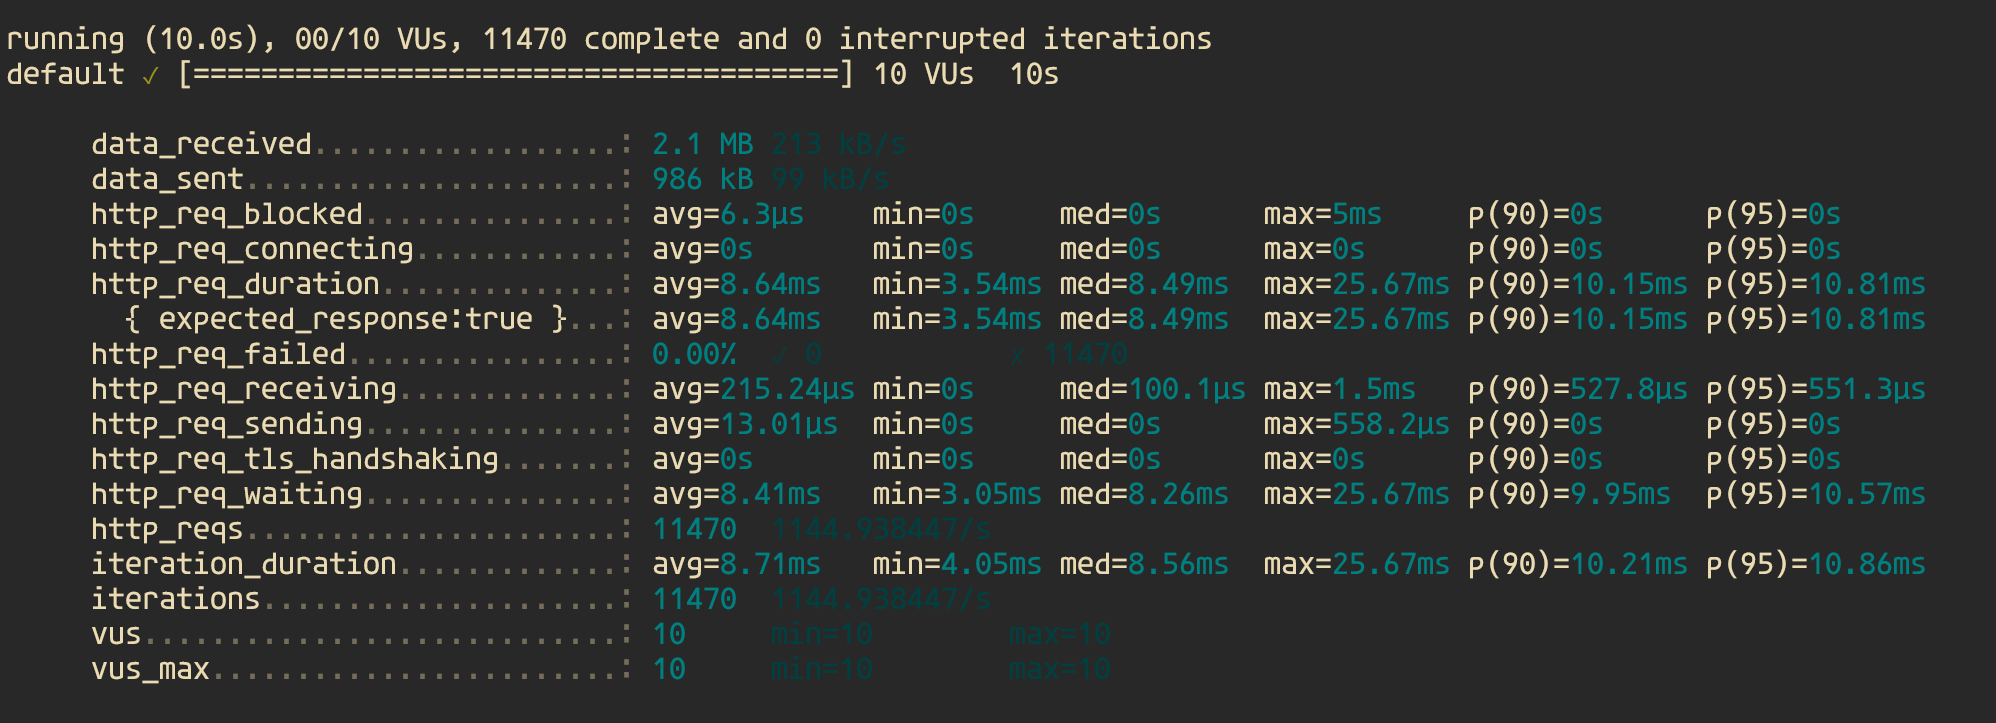 running (10.0s), 00/10 VUs, 11470 complete and 0 interrupted iterations
default ✓ [======================================] 10 VUs  10s
data_received..................: 2.1 MB 213 kB/s
data_sent......................: 986 kB 99 kB/s
http_req_blocked...............: avg=6.3µs    min=0s     med=0s      max=5ms     p(90)=0s      p(95)=0s
http_req_connecting............: avg=0s       min=0s     med=0s      max=0s      p(90)=0s      p(95)=0s
http_req_duration..............: avg=8.64ms   min=3.54ms med=8.49ms  max=25.67ms p(90)=10.15ms p(95)=10.81ms
{ expected_response:true }...: avg=8.64ms   min=3.54ms med=8.49ms  max=25.67ms p(90)=10.15ms p(95)=10.81ms
http_req_failed................: 0.00%  ✓ 0           ✗ 11470
http_req_receiving.............: avg=215.24µs min=0s     med=100.1µs max=1.5ms   p(90)=527.8µs p(95)=551.3µs
http_req_sending...............: avg=13.01µs  min=0s     med=0s      max=558.2µs p(90)=0s      p(95)=0s
http_req_tls_handshaking.......: avg=0s       min=0s     med=0s      max=0s      p(90)=0s      p(95)=0s
http_req_waiting...............: avg=8.41ms   min=3.05ms med=8.26ms  max=25.67ms p(90)=9.95ms  p(95)=10.57ms
http_reqs......................: 11470  1144.938447/s
iteration_duration.............: avg=8.71ms   min=4.05ms med=8.56ms  max=25.67ms p(90)=10.21ms p(95)=10.86ms
iterations.....................: 11470  1144.938447/s
vus............................: 10     min=10        max=10
vus_max........................: 10     min=10        max=10